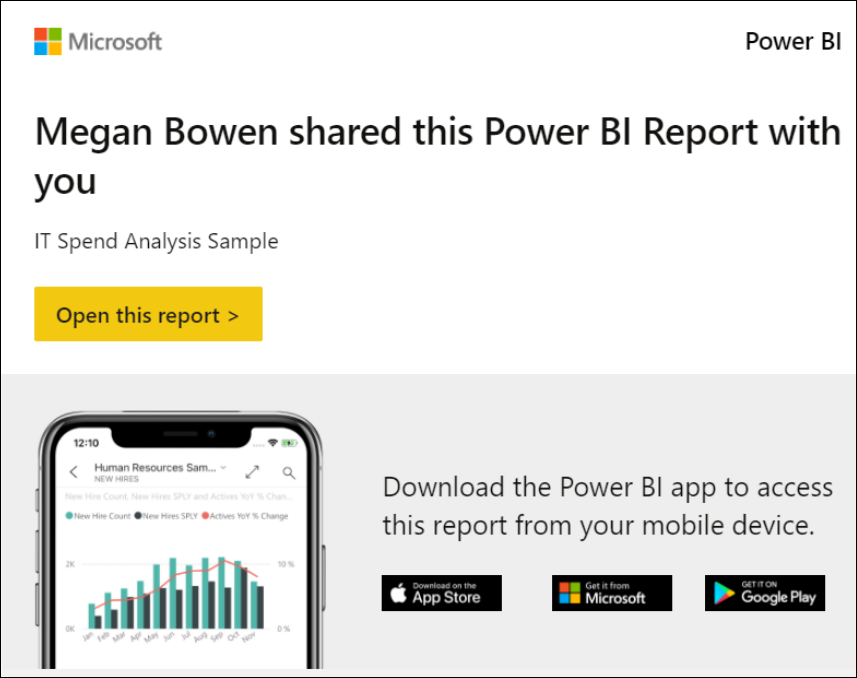 Microsoft
Power BI
Megan Bowen shared this Power BI Report with
you
IT Spend Analysis Sample
Open this report >
12:10
Human Resources Sam...
NEW HIRES
New Hire Count, New Hires SPLY and Actives YoY % Chan...
New Hire Count New Hires SPLY Actives YoY % Change
2K 10 %
0K 0 %
Jan Feb Mar Apr May Jun Jul Aug Sep Oct Nov
Download the Power BI app to access
this report from your mobile device.
Download on the
App Store
Get it from
Microsoft
GET IT ON
Google Play